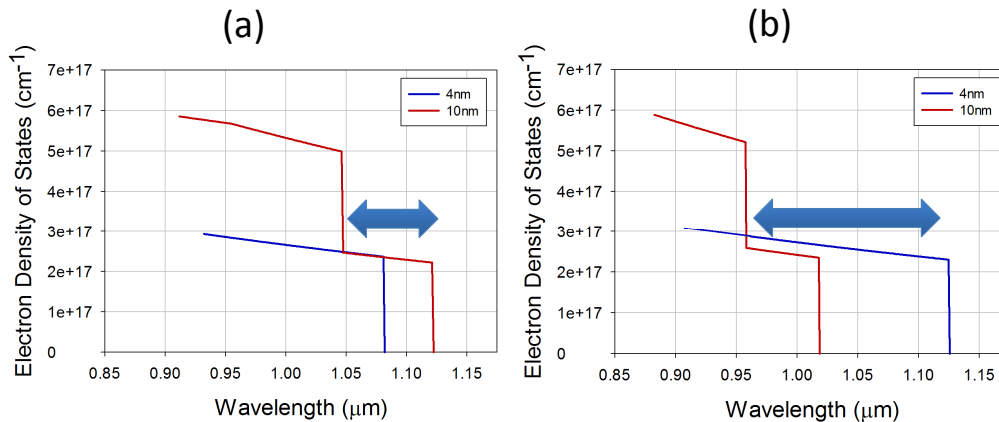 (a)
Electron Density of States (cm-1)
7e+17
6e+17
5e+17
4e+17
3e+17
2e+17
1e+17
0
4nm
10nm
0.85 0.90 0.95 1.00 1.05 1.10 1.15
Wavelength (μm)
(b)
Electron Density of States (cm-1)
7e+17
6e+17
5e+17
4e+17
3e+17
2e+17
1e+17
0
4nm
10nm
0.85 0.90 0.95 1.00 1.05 1.10 1.15
Wavelength (μm)